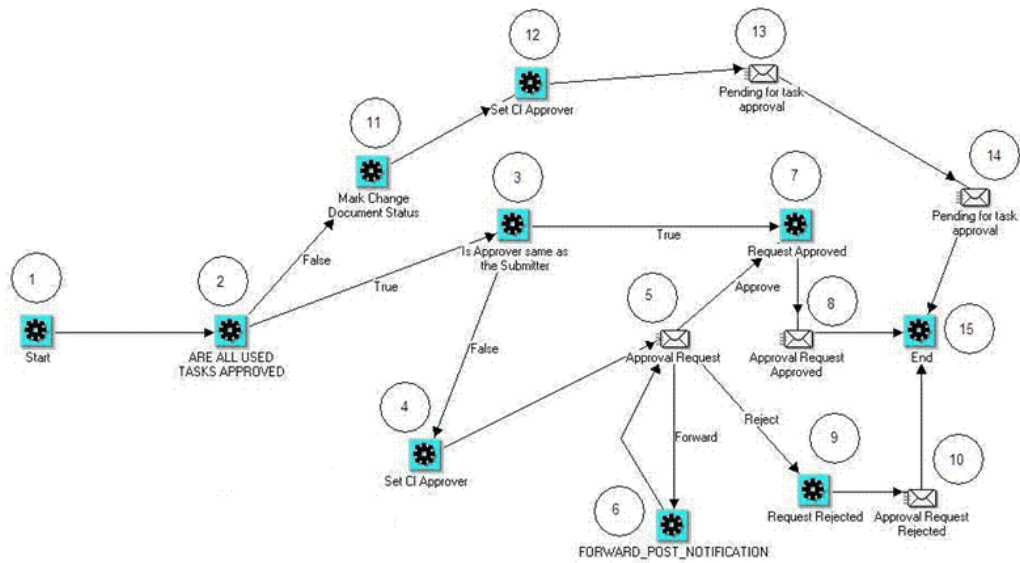 12
13
Set CI Approver
Pending for task
approval
11
Mark Change
Document Status
3
7
14
Pending for task
approval
False
True
Is Approver same as
the Submitter
True
Request Approved
1
2
5
Approve
8
15
Start
ARE ALL USED
TASKS APPROVED
False
Approval Request
Approval Request
Approved
End
4
Forward
Reject
9
10
Set CI Approver
6
Request Rejected
Approval Request
Rejected
FORWARD_POST_NOTIFICATION